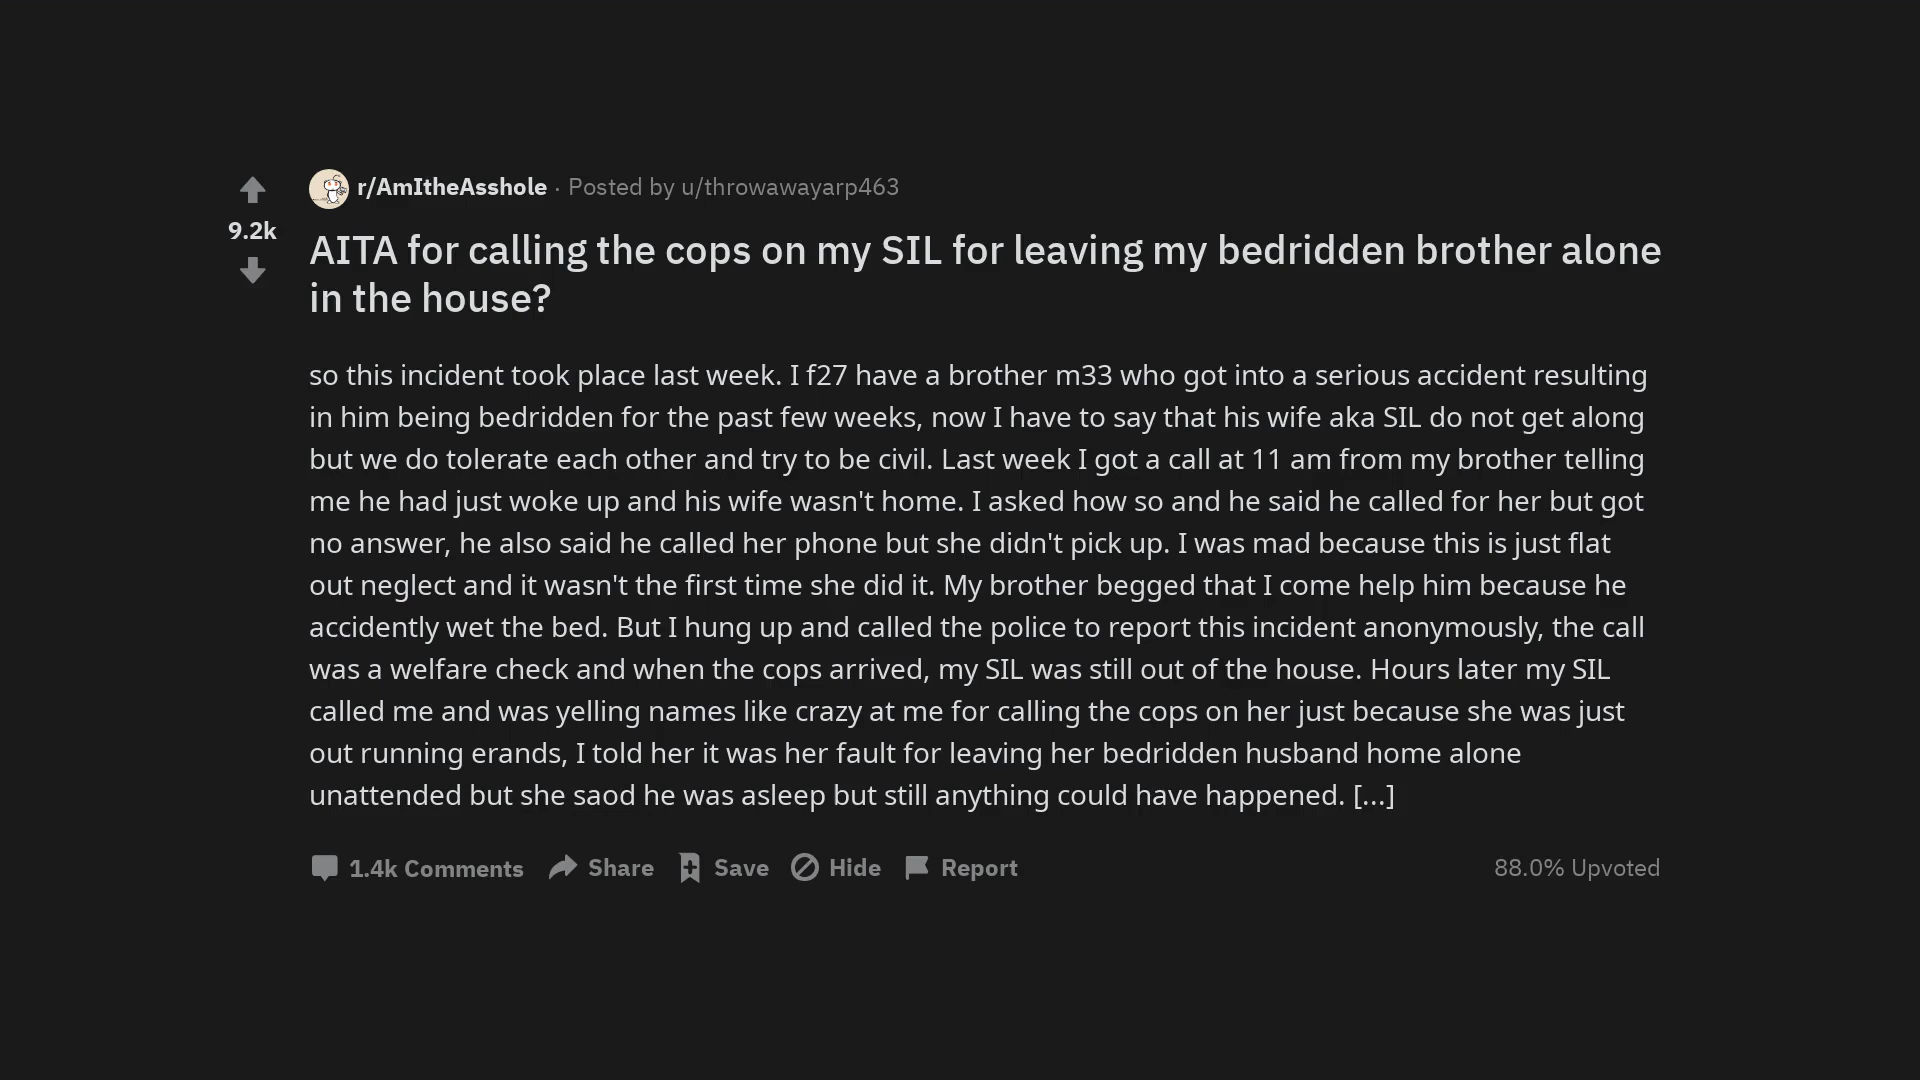 r/AmItheAsshole · Posted by u/throwawayarp463
9.2k
AITA for calling the cops on my SIL for leaving my bedridden brother alone
in the house?
so this incident took place last week. I f27 have a brother m33 who got into a serious accident resulting
in him being bedridden for the past few weeks, now I have to say that his wife aka SIL do not get along
but we do tolerate each other and try to be civil. Last week I got a call at 11 am from my brother telling
me he had just woke up and his wife wasn't home. I asked how so and he said he called for her but got
no answer, he also said he called her phone but she didn't pick up. I was mad because this is just flat
out neglect and it wasn't the first time she did it. My brother begged that I come help him because he
accidently wet the bed. But I hung up and called the police to report this incident anonymously, the call
was a welfare check and when the cops arrived, my SIL was still out of the house. Hours later my SIL
called me and was yelling names like crazy at me for calling the cops on her just because she was just
out running erands, I told her it was her fault for leaving her bedridden husband home alone
unattended but she saod he was asleep but still anything could have happened. [...]
1.4k Comments Share Save Hide Report 88.0% Upvoted